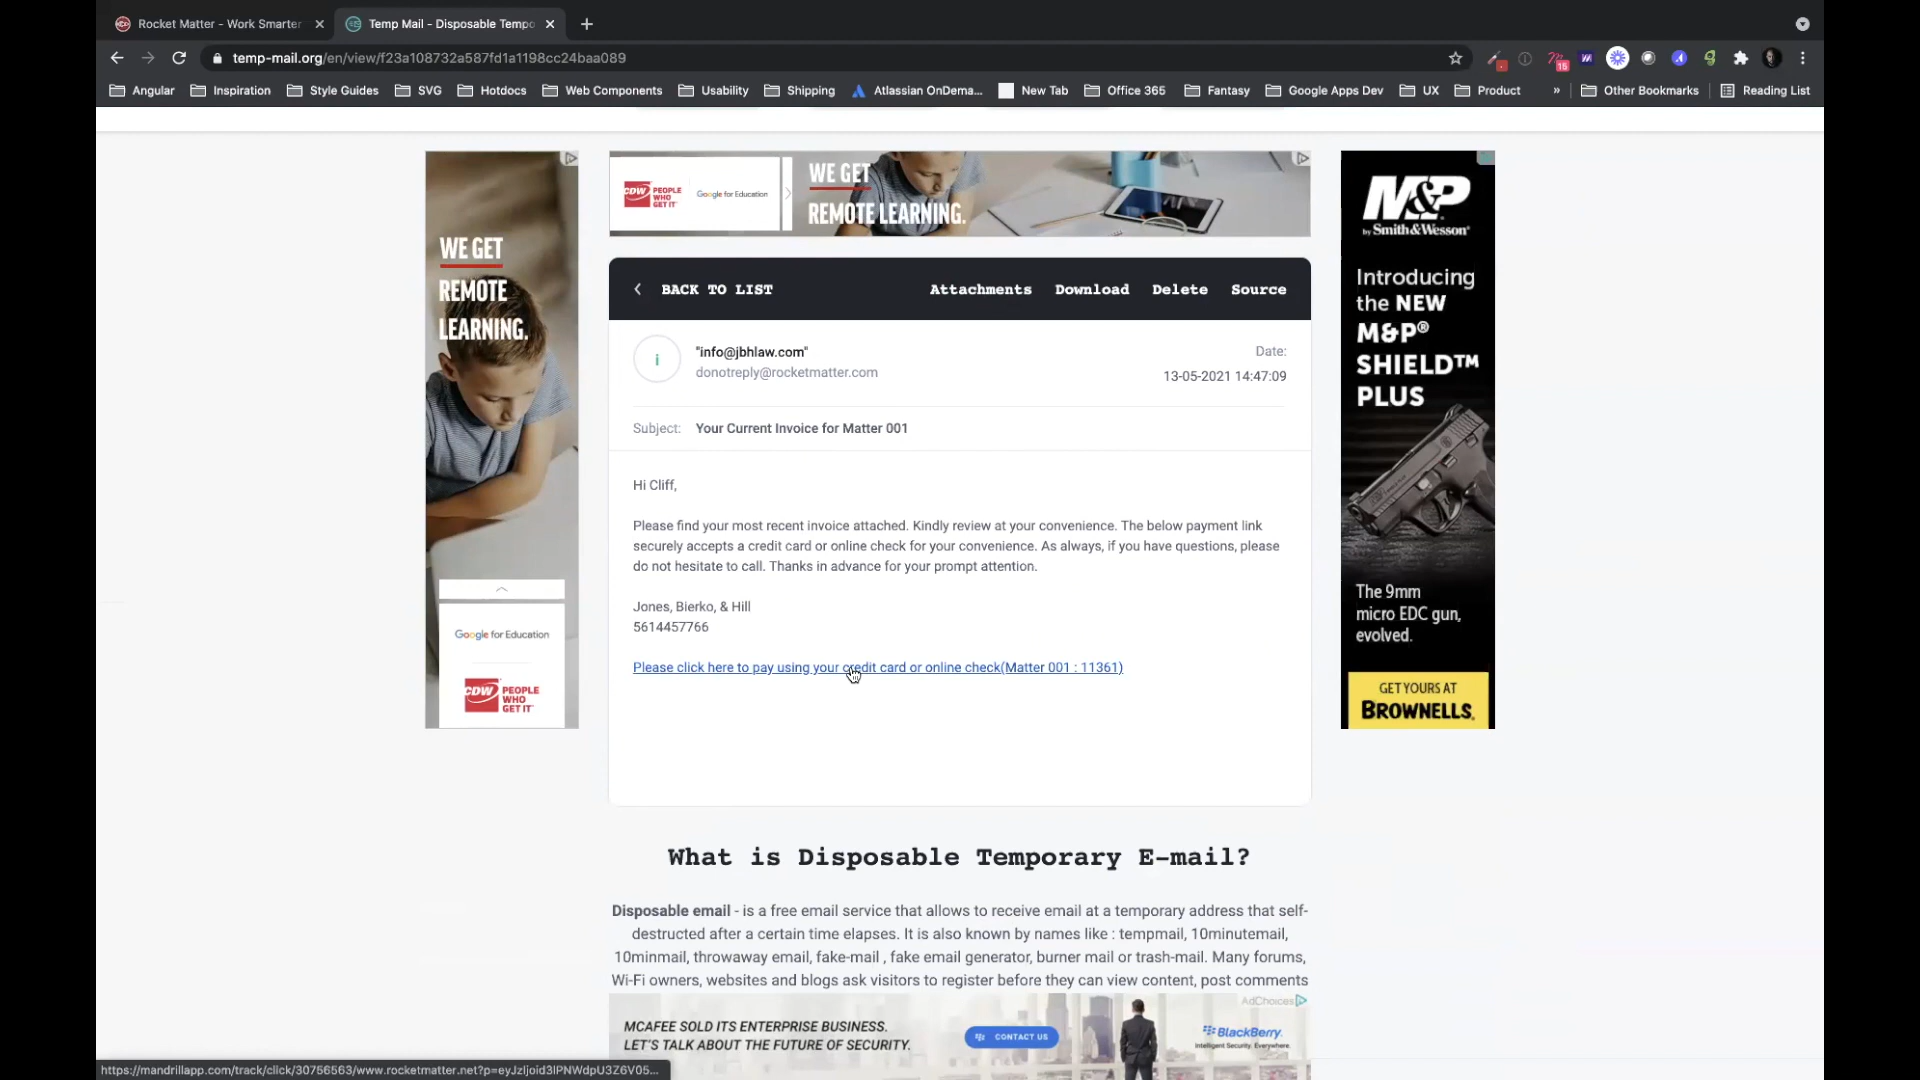 Rocket Matter - Work Smarter
Temp Mail - Disposable Tempo
temp-mail.org/en/view/f23a108732a587fd1a1198cc24baa089
15
Angular
Inspiration
Style Guides
SVG
Hotdocs
Web Components
Usability
Shipping
Atlassian OnDema...
New Tab
Office 365
Fantasy
Google Apps Dev
UX
Product
»
Other Bookmarks
Reading List
WE GET
REMOTE
LEARNING.
Google for Education
CDW PEOPLE
WHO
GET IT
CDW PEOPLE
WHO
GET IT
Google for Education
WE GET
REMOTE LEARNING.
BACK TO LIST
Attachments
Download
Delete
Source
i
"info@jbhlaw.com"
donotreply@rocketmatter.com
Date:
13-05-2021 14:47:09
Subject: Your Current Invoice for Matter 001
Hi Cliff,
Please find your most recent invoice attached. Kindly review at your convenience. The below payment link
securely accepts a credit card or online check for your convenience. As always, if you have questions, please
do not hesitate to call. Thanks in advance for your prompt attention.
Jones, Bierko, & Hill
5614457766
Please click here to pay using your credit card or online check(Matter 001 : 11361)
M&P
by Smith&Wesson®
Introducing
the NEW
M&P®
SHIELD™
PLUS
The 9mm
micro EDC gun,
evolved.
GET YOURS AT
BROWNELLS
What is Disposable Temporary E-mail?
Disposable email - is a free email service that allows to receive email at a temporary address that self-
destructed after a certain time elapses. It is also known by names like : tempmail, 10minutemail,
10minmail, throwaway email, fake-mail , fake email generator, burner mail or trash-mail. Many forums,
Wi-Fi owners, websites and blogs ask visitors to register before they can view content, post comments
AdChoices
MCAFEE SOLD ITS ENTERPRISE BUSINESS.
LET'S TALK ABOUT THE FUTURE OF SECURITY.
CONTACT US
BlackBerry.
Intelligent Security. Everywhere.
https://mandrillapp.com/track/click/30756563/www.rocketmatter.net?p=eyJzIjoid3lPNWdpU3Z6V05...